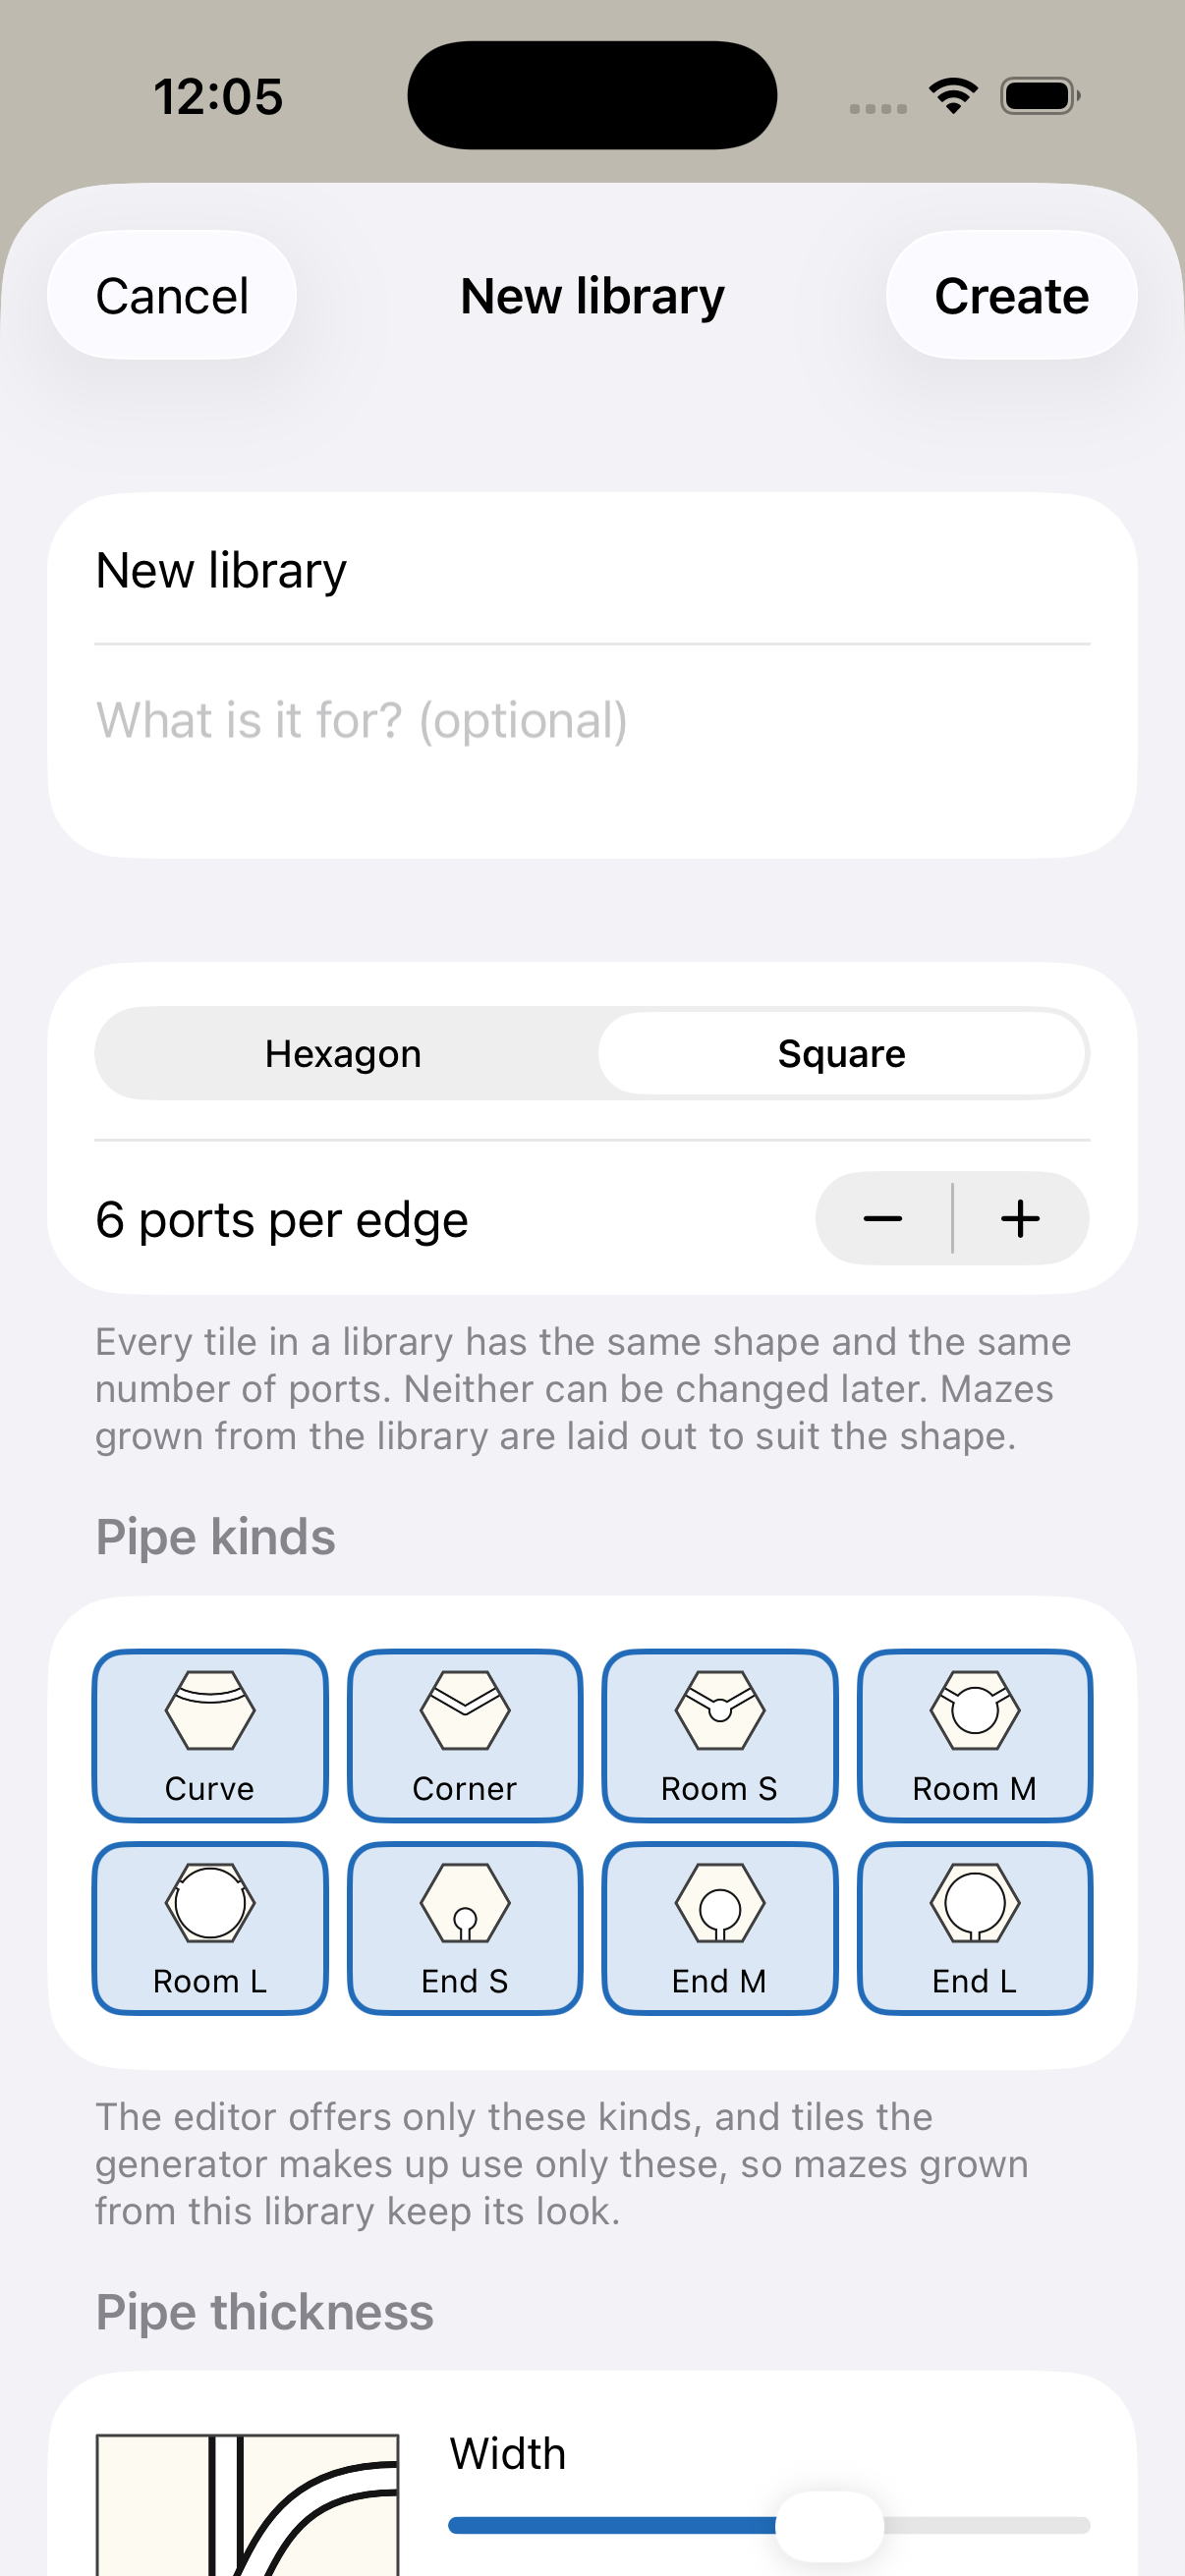 12:05
Cancel
New library
Create
New library
What is it for? (optional)
Hexagon
Square
6 ports per edge
Every tile in a library has the same shape and the same
number of ports. Neither can be changed later. Mazes
grown from the library are laid out to suit the shape.
Pipe kinds
Curve
Corner
Room S
Room M
Room L
End S
End M
End L
The editor offers only these kinds, and tiles the
generator makes up use only these, so mazes grown
from this library keep its look.
Pipe thickness
Width